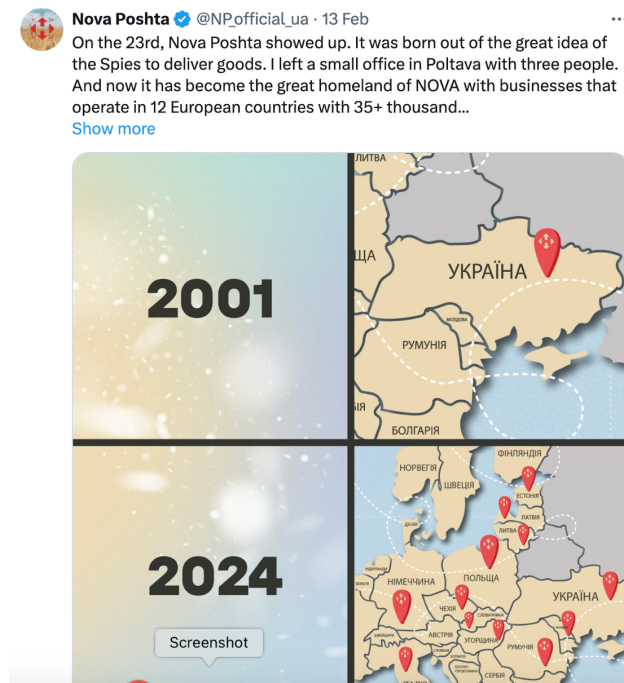 Nova Poshta @NP_official_ua · 13 Feb
On the 23rd, Nova Poshta showed up. It was born out of the great idea of
the Spies to deliver goods. I left a small office in Poltava with three people.
And now it has become the great homeland of NOVA with businesses that
operate in 12 European countries with 35+ thousand...
Show more
ЛИТВА
ЩА
УКРАЇНА
2001
МОЛДОВА
РУМУНІЯ
ІЯ
БОЛГАРІЯ
ФІНЛЯНДІЯ
НОРВЕГІЯ
ШВЕЦІЯ
ЕСТОНІЯ
ЛАТВІЯ
ДАНІЯ
ЛИТВА
2024
НІДЕРЛАНДИ
НІМЕЧЧИНА
ПОЛЬЩА
УКРАЇНА
ЧЕХІЯ
СЛОВАЧЧИНА
АВСТРІЯ
УГОРЩИНА
РУМУНІЯ
Screenshot
СЕРБІЯ